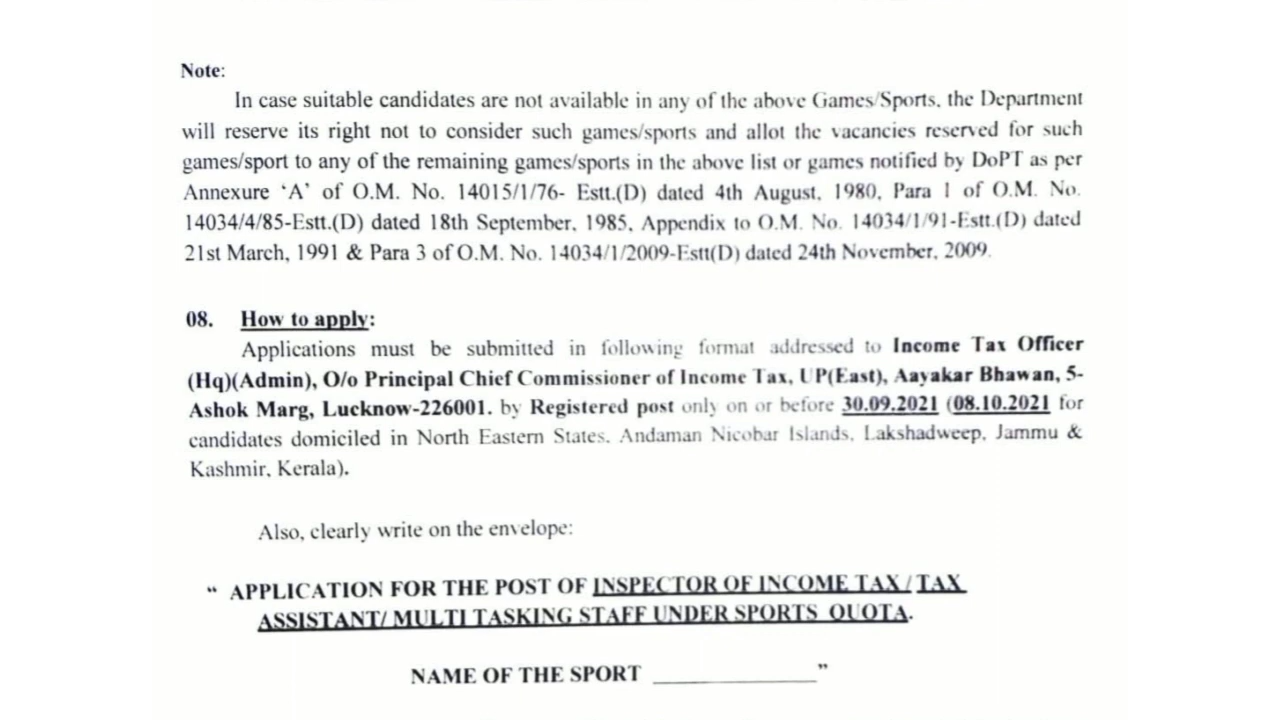 Note:
In case suitable candidates are not available in any of the above Games/Sports, the Department
will reserve its right not to consider such games/sports and allot the vacancies reserved for such
games/sport to any of the remaining games/sports in the above list or games notified by DoPT as per
Annexure ‘A’ of O.M. No. 14015/1/76- Estt.(D) dated 4th August, 1980, Para 1 of O.M. No.
14034/4/85-Estt.(D) dated 18th September, 1985, Appendix to O.M. No. 14034/1/91-Estt.(D) dated
21st March, 1991 & Para 3 of O.M. No. 14034/1/2009-Estt(D) dated 24th November, 2009.
08. How to apply:
Applications must be submitted in following format addressed to Income Tax Officer
(Hq)(Admin), O/o Principal Chief Commissioner of Income Tax, UP(East), Aayakar Bhawan, 5-
Ashok Marg, Lucknow-226001. by Registered post only on or before 30.09.2021 (08.10.2021 for
candidates domiciled in North Eastern States. Andaman Nicobar Islands, Lakshadweep, Jammu &
Kashmir, Kerala).
Also, clearly write on the envelope:
“ APPLICATION FOR THE POST OF INSPECTOR OF INCOME TAX / TAX
ASSISTANT/ MULTI TASKING STAFF UNDER SPORTS QUOTA.
NAME OF THE SPORT _______________”